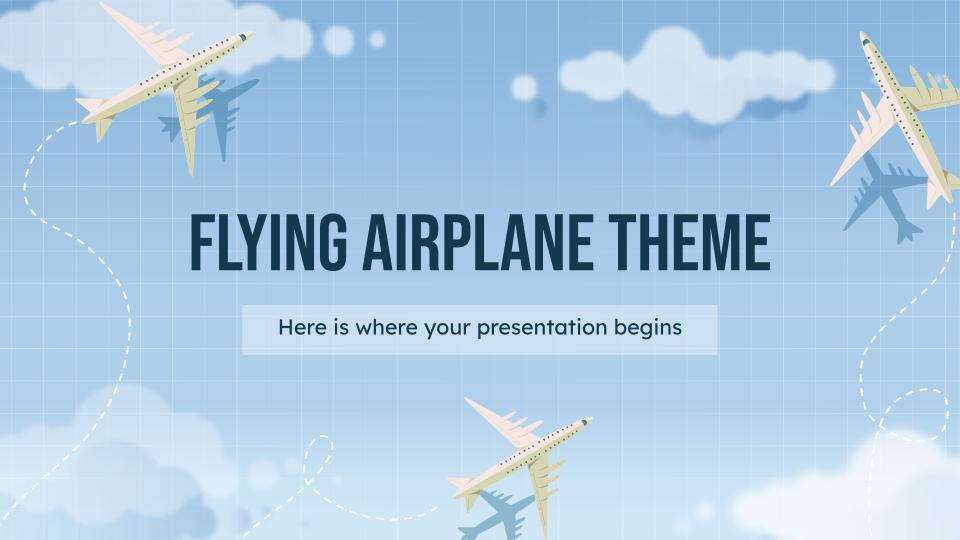 FLYING AIRPLANE THEME
Here is where your presentation begins